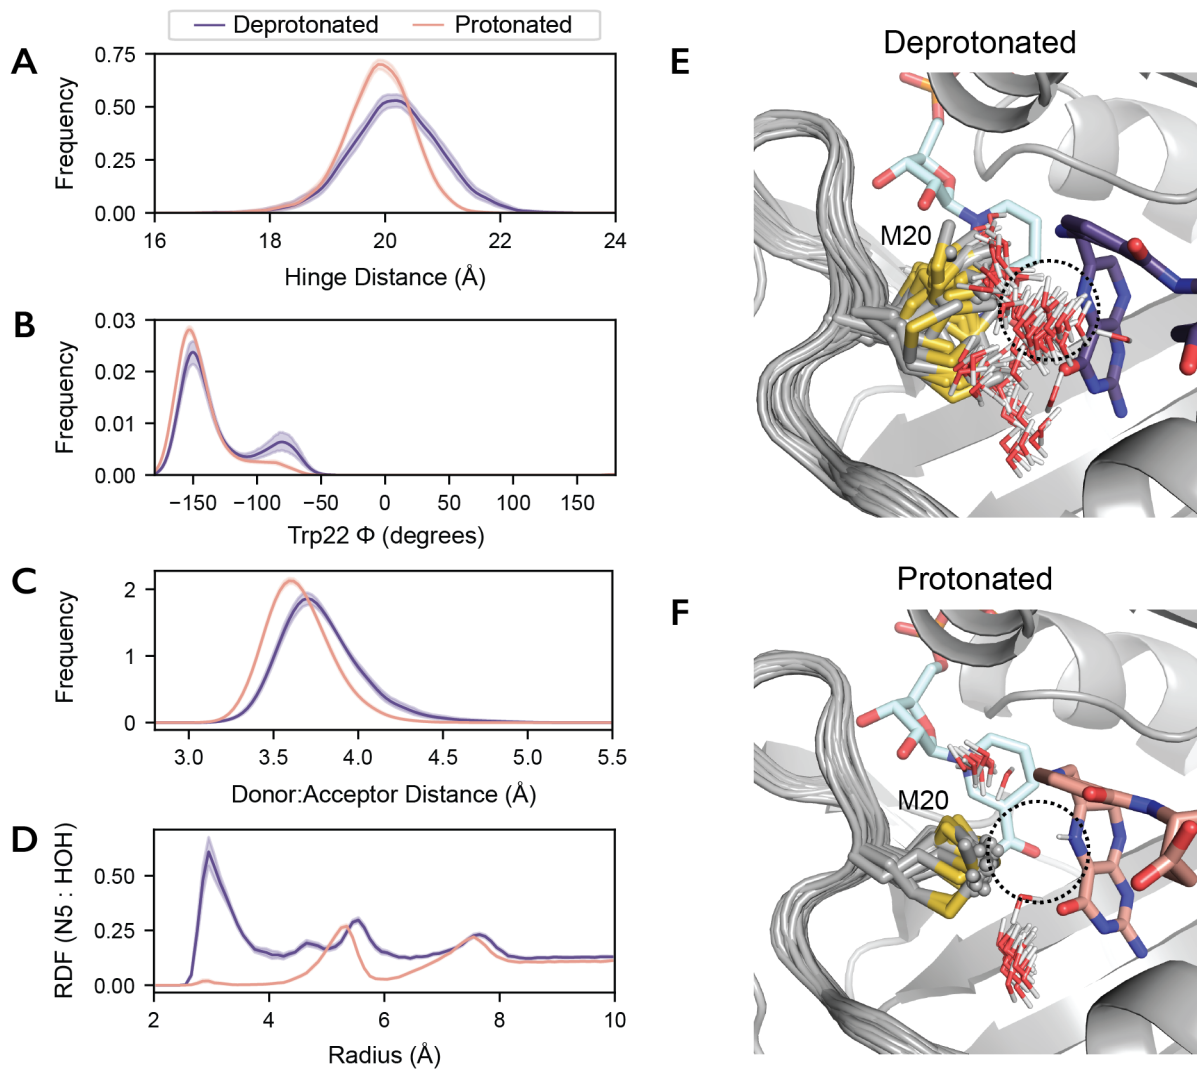 Deprotonated Protonated
A
0.75
0.50
0.25
0.00
Frequency
16 18 20 22 24
Hinge Distance (Å)
B
0.03
0.02
0.01
0.00
Frequency
−150 −100 −50 0 50 100 150
Trp22 Φ (degrees)
C
2
1
0
Frequency
3.0 3.5 4.0 4.5 5.0 5.5
Donor:Acceptor Distance (Å)
D
0.50
0.25
0.00
RDF (N5 : HOH)
2 4 6 8 10
Radius (Å)
E
Deprotonated
M20
F
Protonated
M20